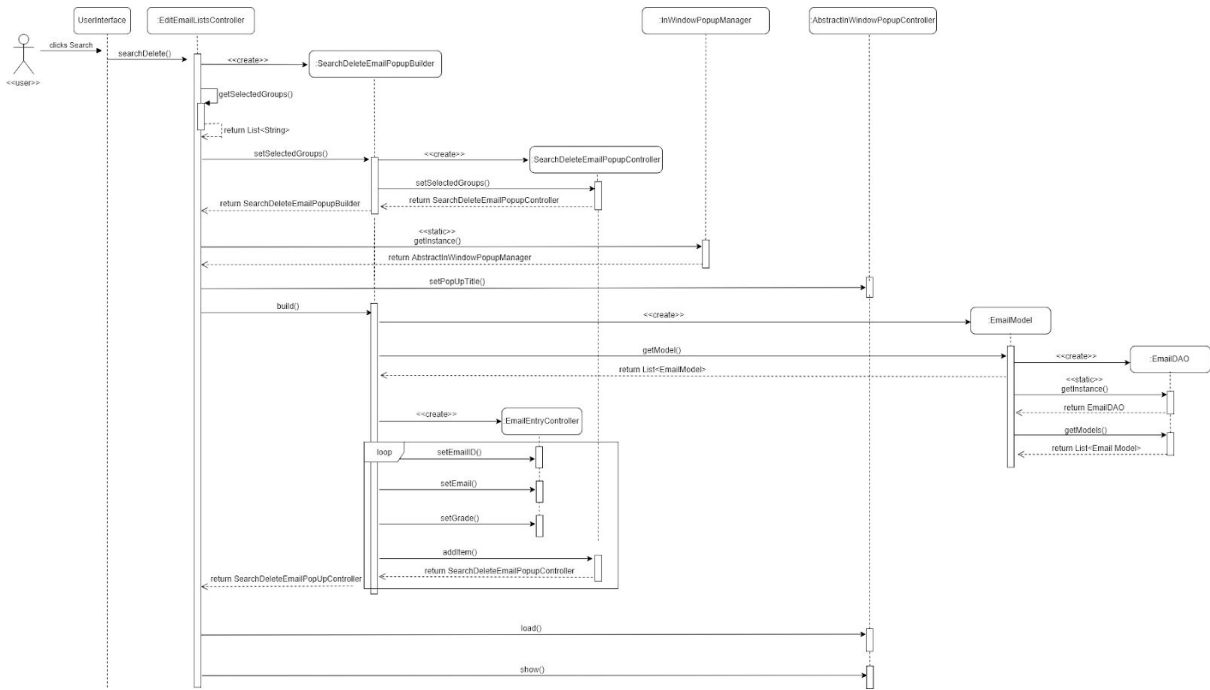 UserInterface
:EditEmailListsController
:InWindowPopupManager
:AbstractInWindowPopupController
clicks Search
searchDelete()
<<create>>
:SearchDeleteEmailPopupBuilder
<<user>>
getSelectedGroups()
return List<String>
setSelectedGroups()
<<create>>
:SearchDeleteEmailPopupController
setSelectedGroups()
return SearchDeleteEmailPopupController
return SearchDeleteEmailPopupBuilder
<<static>>
getInstance()
return AbstractInWindowPopupManager
setPopUpTitle()
build()
<<create>>
:EmailModel
getModel()
<<create>>
:EmailDAO
return List<EmailModel>
<<static>>
getInstance()
return EmailDAO
<<create>>
EmailEntryController
getModels()
return List<Email Model>
loop
setEmailID()
setEmail()
setGrade()
addItem()
return SearchDeleteEmailPopupController
return SearchDeleteEmailPopUpController
load()
show()